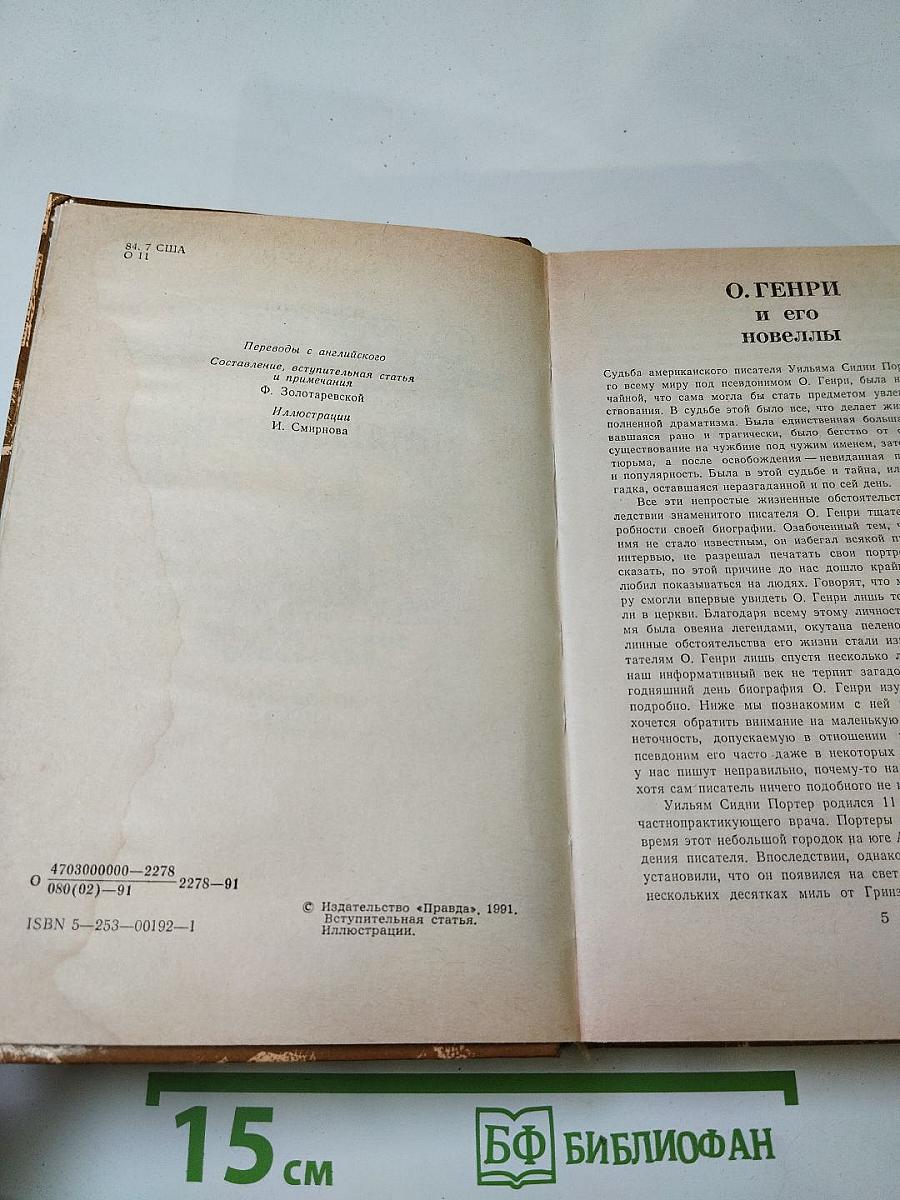 84. 7 США
О 11
Переводы с английского
Составление, вступительная статья
и примечания
Ф. Золотаревской
Иллюстрации
И. Смирнова
О 4703000000—2278
080(02)—91
2278—91
ISBN 5—253—00192—1
© Издательство «Правда», 1991.
Вступительная статья.
Иллюстрации.
О. ГЕНРИ
и его
новеллы
Судьба американского писателя Уильяма Сидни Пор
го всему миру под псевдонимом О. Генри, была н
чайной, что сама могла бы стать предметом увлек
ствования. В судьбе этой было все, что делает жи
полненной драматизма. Была единственная больша
вавшаяся рано и трагически, было бегство от
существование на чужбине под чужим именем, зате
тюрьма, а после освобождения — невиданная п
и популярность. Была в этой судьбе и тайна, ил
гадка, оставшаяся неразгаданной и по сей день.
Все эти непростые жизненные обстоятельст
ледствии знаменитого писателя О. Генри тщате
робности своей биографии. Озабоченный тем, ч
имя не стало известным, он избегал всякой п
интервью, не разрешал печатать свои портре
сказать, по этой причине до нас дошло край
любил показываться на людях. Говорят, что м
ру смогли впервые увидеть О. Генри лишь то
ли в церкви. Благодаря всему этому личност
мя была овеяна легендами, окутана пелено
линные обстоятельства его жизни стали из
тателям О. Генри лишь спустя несколько л
наш информативный век не терпит загадо
годняшний день биография О. Генри изу
подробно. Ниже мы познакомим с ней
хочется обратить внимание на маленькую
неточность, допускаемую в отношении
псевдоним его часто даже в некоторых
у нас пишут неправильно, почему-то на
хотя сам писатель ничего подобного не
Уильям Сидни Портер родился 11
частнопрактикующего врача. Портеры
время этот небольшой городок на юге А
дения писателя. Впоследствии, однако
установили, что он появился на свет
нескольких десятках миль от Гринз
5
15 см
БФ БИБЛИОФАН